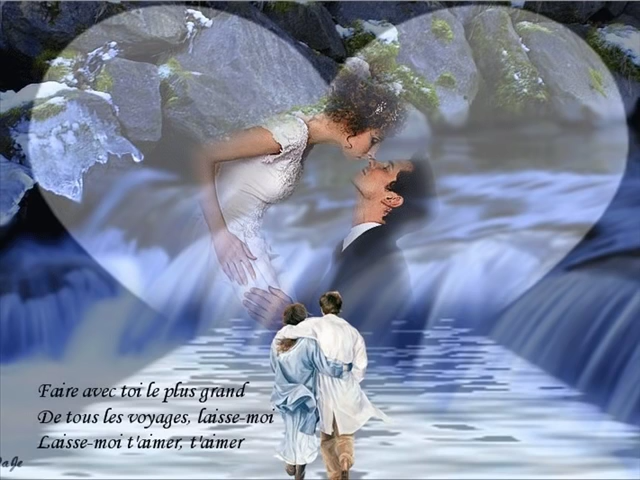 Faire avec toi le plus grand
De tous les voyages, laisse-moi
Laisse-moi t'aimer, t'aimer